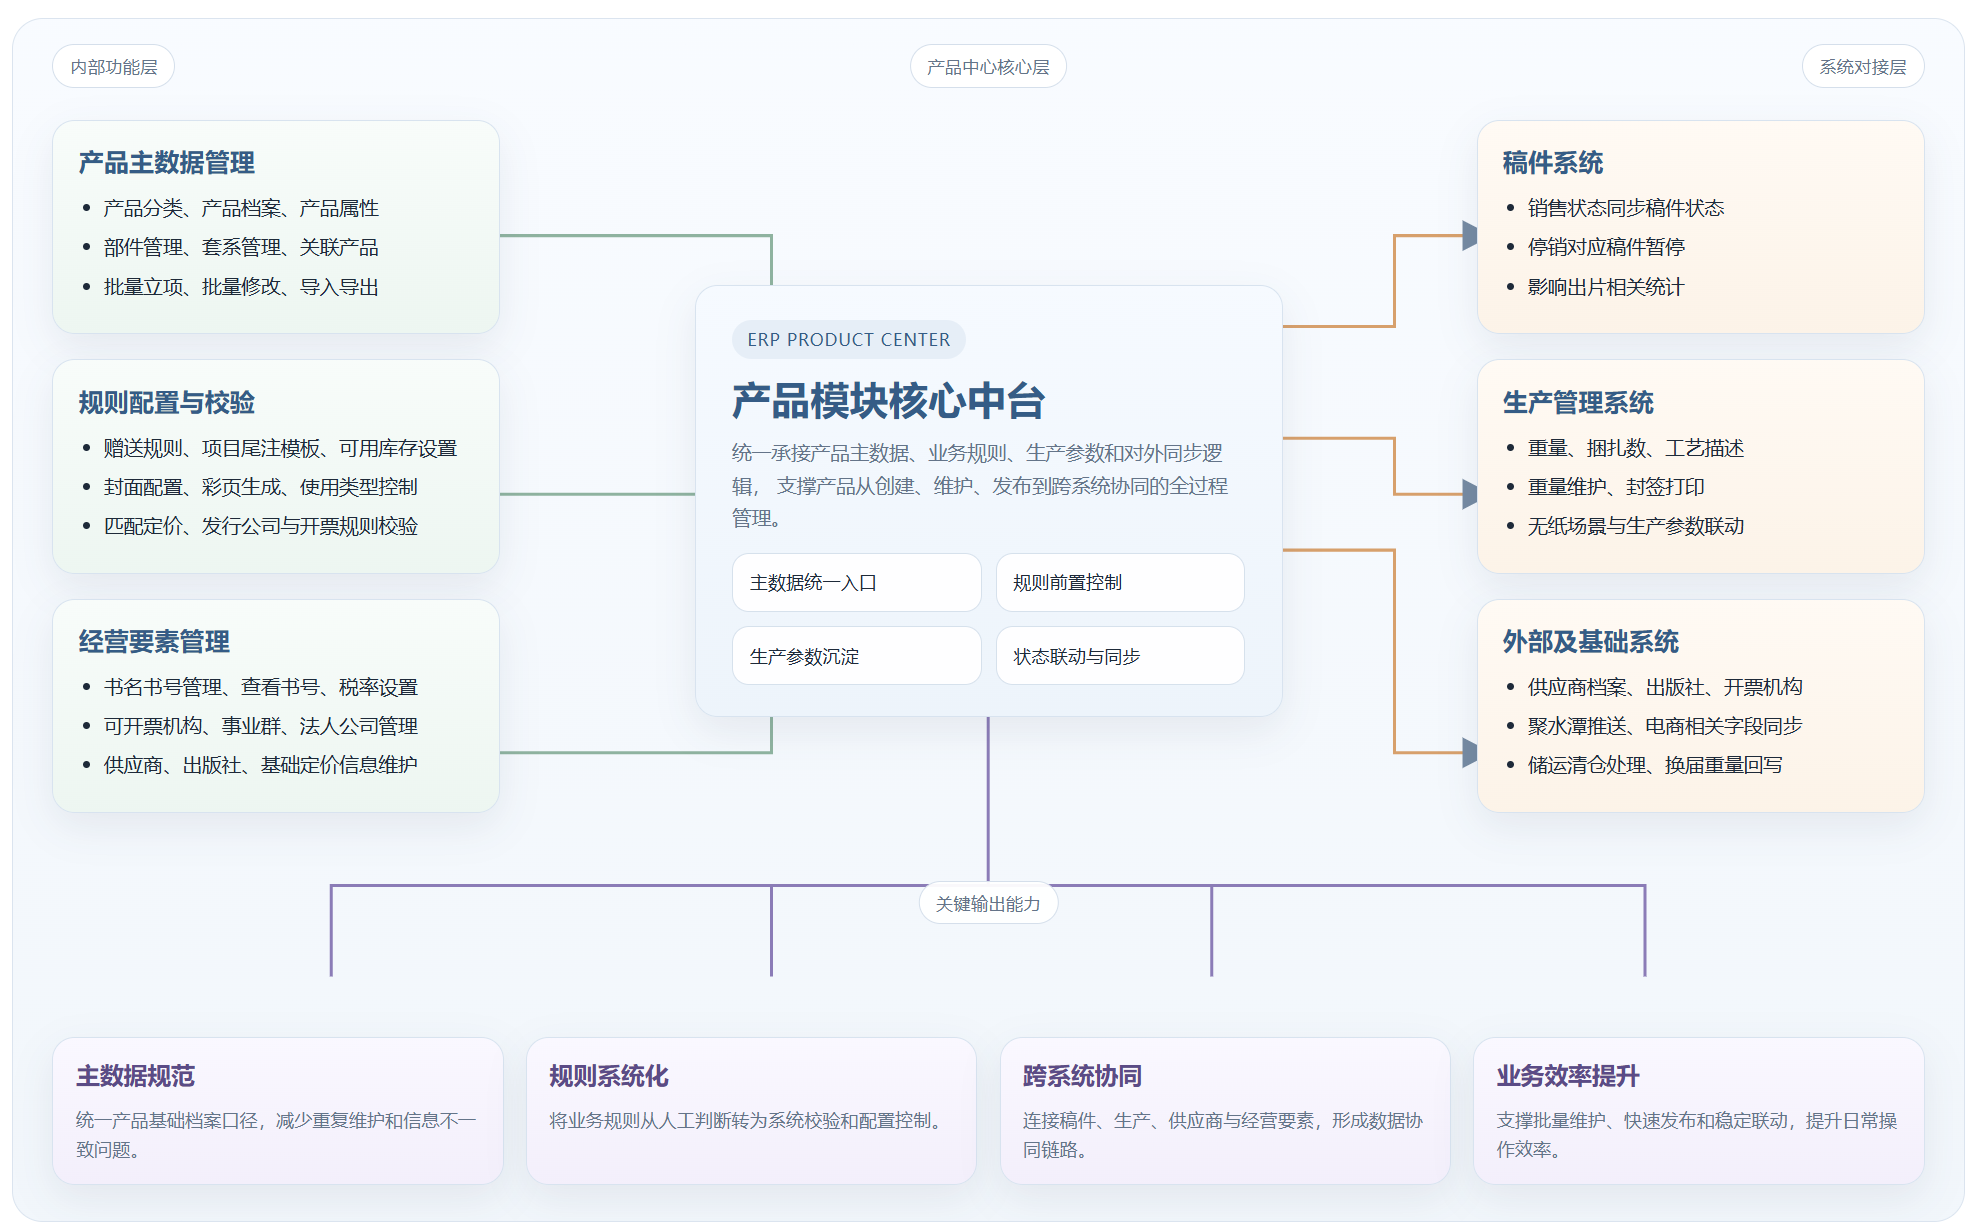 内部功能层
产品中心核心层
系统对接层
产品主数据管理
• 产品分类、产品档案、产品属性
• 部件管理、套系管理、关联产品
• 批量立项、批量修改、导入导出
规则配置与校验
• 赠送规则、项目尾注模板、可用库存设置
• 封面配置、彩页生成、使用类型控制
• 匹配定价、发行公司与开票规则校验
经营要素管理
• 书名书号管理、查看书号、税率设置
• 可开票机构、事业群、法人公司管理
• 供应商、出版社、基础定价信息维护
ERP PRODUCT CENTER
产品模块核心中台
统一承接产品主数据、业务规则、生产参数和对外同步逻
辑， 支撑产品从创建、维护、发布到跨系统协同的全过程
管理。
主数据统一入口
规则前置控制
生产参数沉淀
状态联动与同步
稿件系统
• 销售状态同步稿件状态
• 停销对应稿件暂停
• 影响出片相关统计
生产管理系统
• 重量、捆扎数、工艺描述
• 重量维护、封签打印
• 无纸场景与生产参数联动
外部及基础系统
• 供应商档案、出版社、开票机构
• 聚水潭推送、电商相关字段同步
• 储运清仓处理、换届重量回写
关键输出能力
主数据规范
统一产品基础档案口径，减少重复维护和信息不一
致问题。
规则系统化
将业务规则从人工判断转为系统校验和配置控制。
跨系统协同
连接稿件、生产、供应商与经营要素，形成数据协
同链路。
业务效率提升
支撑批量维护、快速发布和稳定联动，提升日常操
作效率。